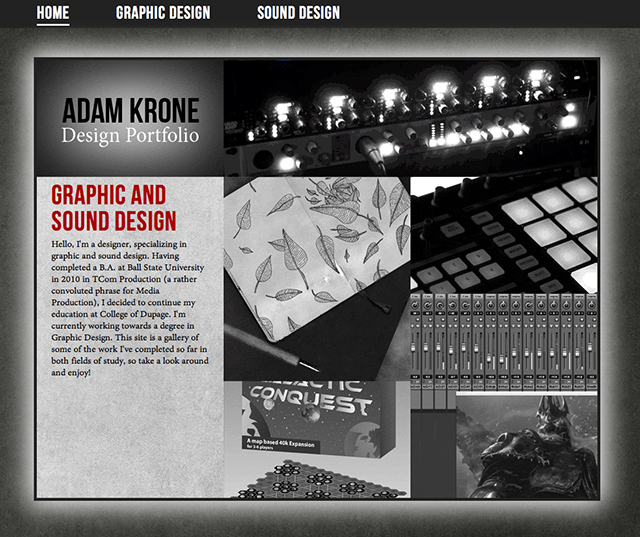 HOME GRAPHIC DESIGN SOUND DESIGN
ADAM KRONE
Design Portfolio
GRAPHIC AND
SOUND DESIGN
Hello, I'm a designer, specializing in
graphic and sound design. Having
completed a B.A. at Ball State University
in 2010 in TCom Production (a rather
convoluted phrase for Media
Production), I decided to continue my
education at College of Dupage. I'm
currently working towards a degree in
Graphic Design. This site is a gallery of
some of the work I've completed so far in
both fields of study, so take a look around
and enjoy!
CONQUEST
A map based 40k Expansion
for 3-6 players